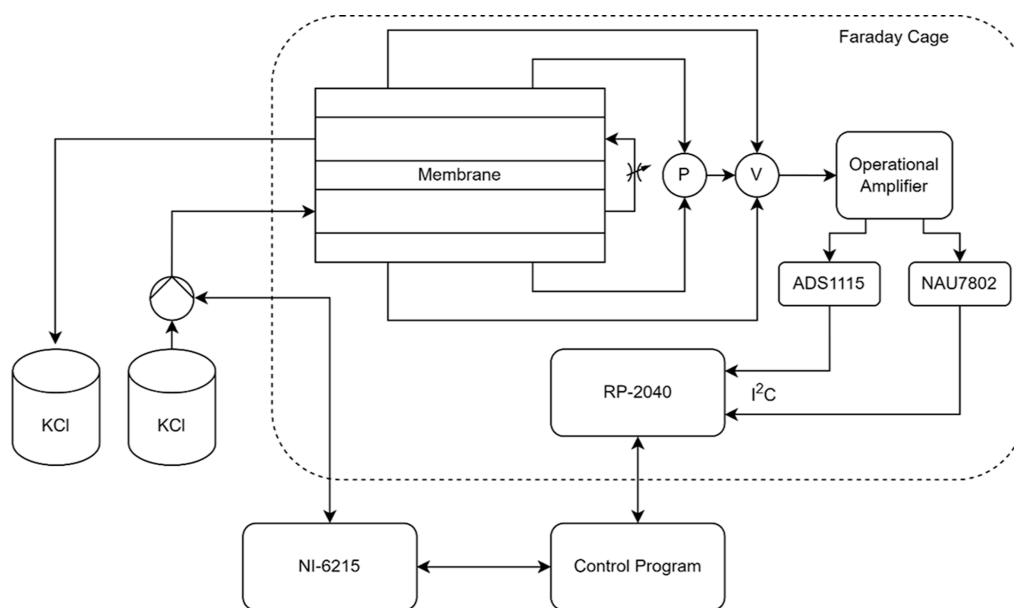 Faraday Cage
Membrane
P
V
Operational
Amplifier
ADS1115
NAU7802
RP-2040
I²C
KCl
KCl
NI-6215
Control Program